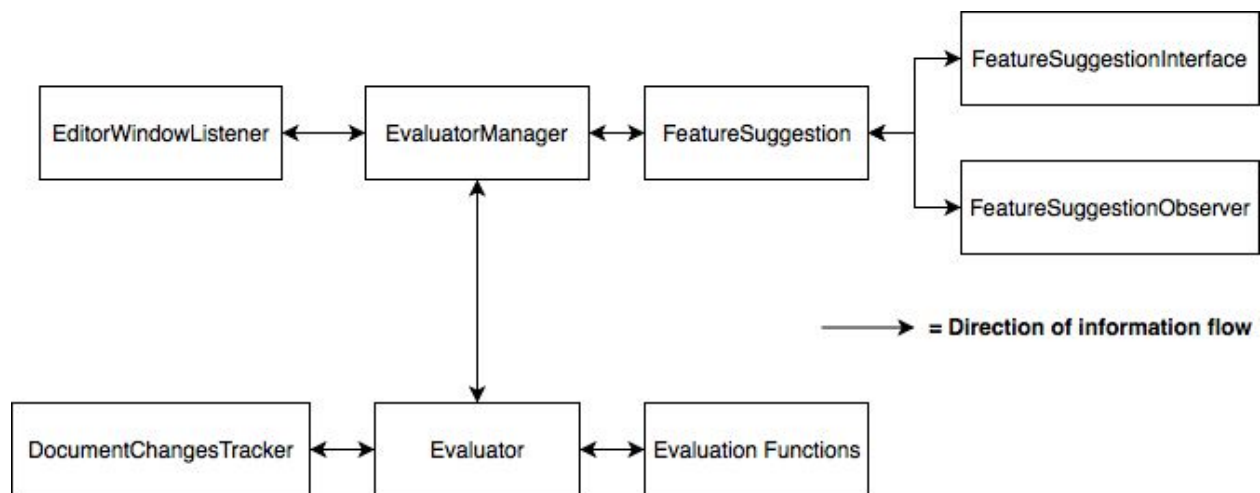 FeatureSuggestionInterface
EditorWindowListener
EvaluatorManager
FeatureSuggestion
FeatureSuggestionObserver
= Direction of information flow
DocumentChangesTracker
Evaluator
Evaluation Functions